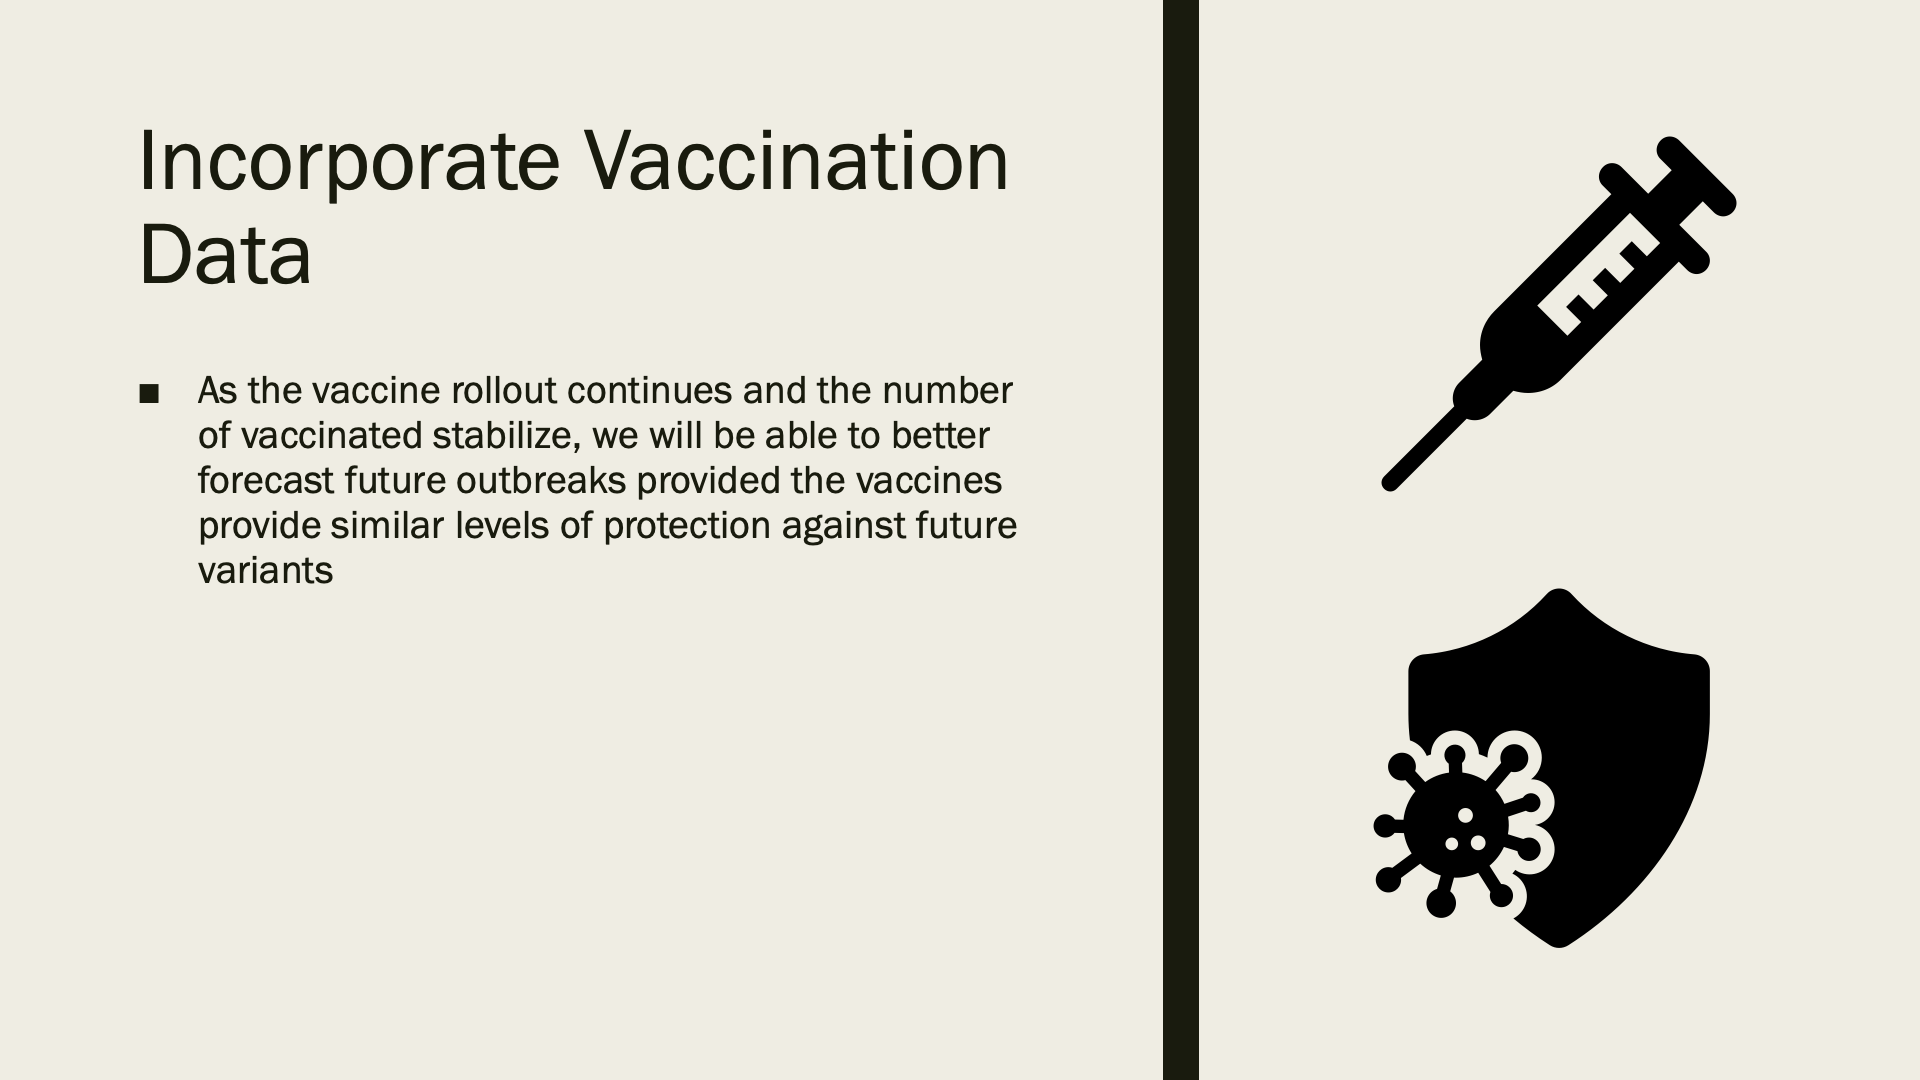 Incorporate Vaccination
Data
■ As the vaccine rollout continues and the number
of vaccinated stabilize, we will be able to better
forecast future outbreaks provided the vaccines
provide similar levels of protection against future
variants